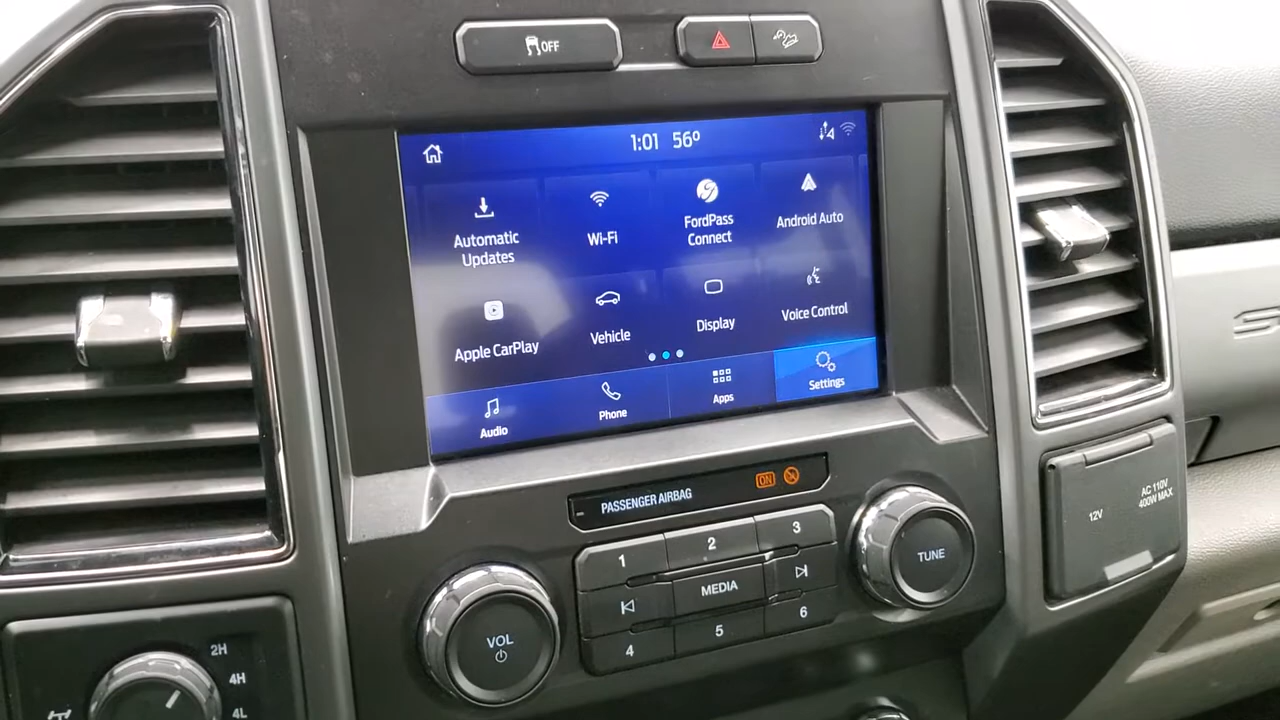 OFF
1:01 56°
Automatic
Updates
Wi-Fi
FordPass
Connect
Android Auto
Apple CarPlay
Vehicle
Display
Voice Control
Audio
Phone
Apps
Settings
PASSENGER AIRBAG ON
1 2 3
MEDIA
4 5 6
VOL
TUNE
12V
AC 110V
400W MAX
2H
4H
4L